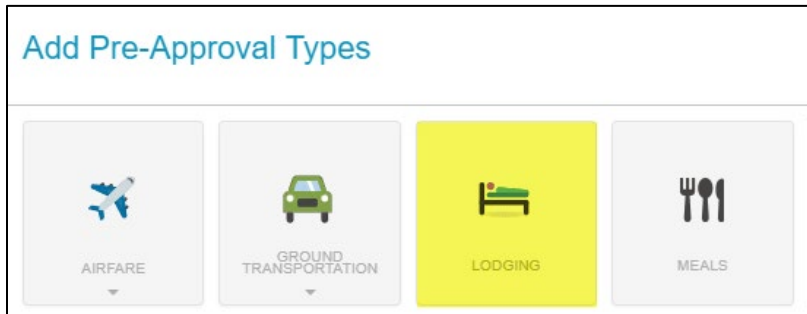 Add Pre-Approval Types
AIRFARE
GROUND
TRANSPORTATION
LODGING
MEALS